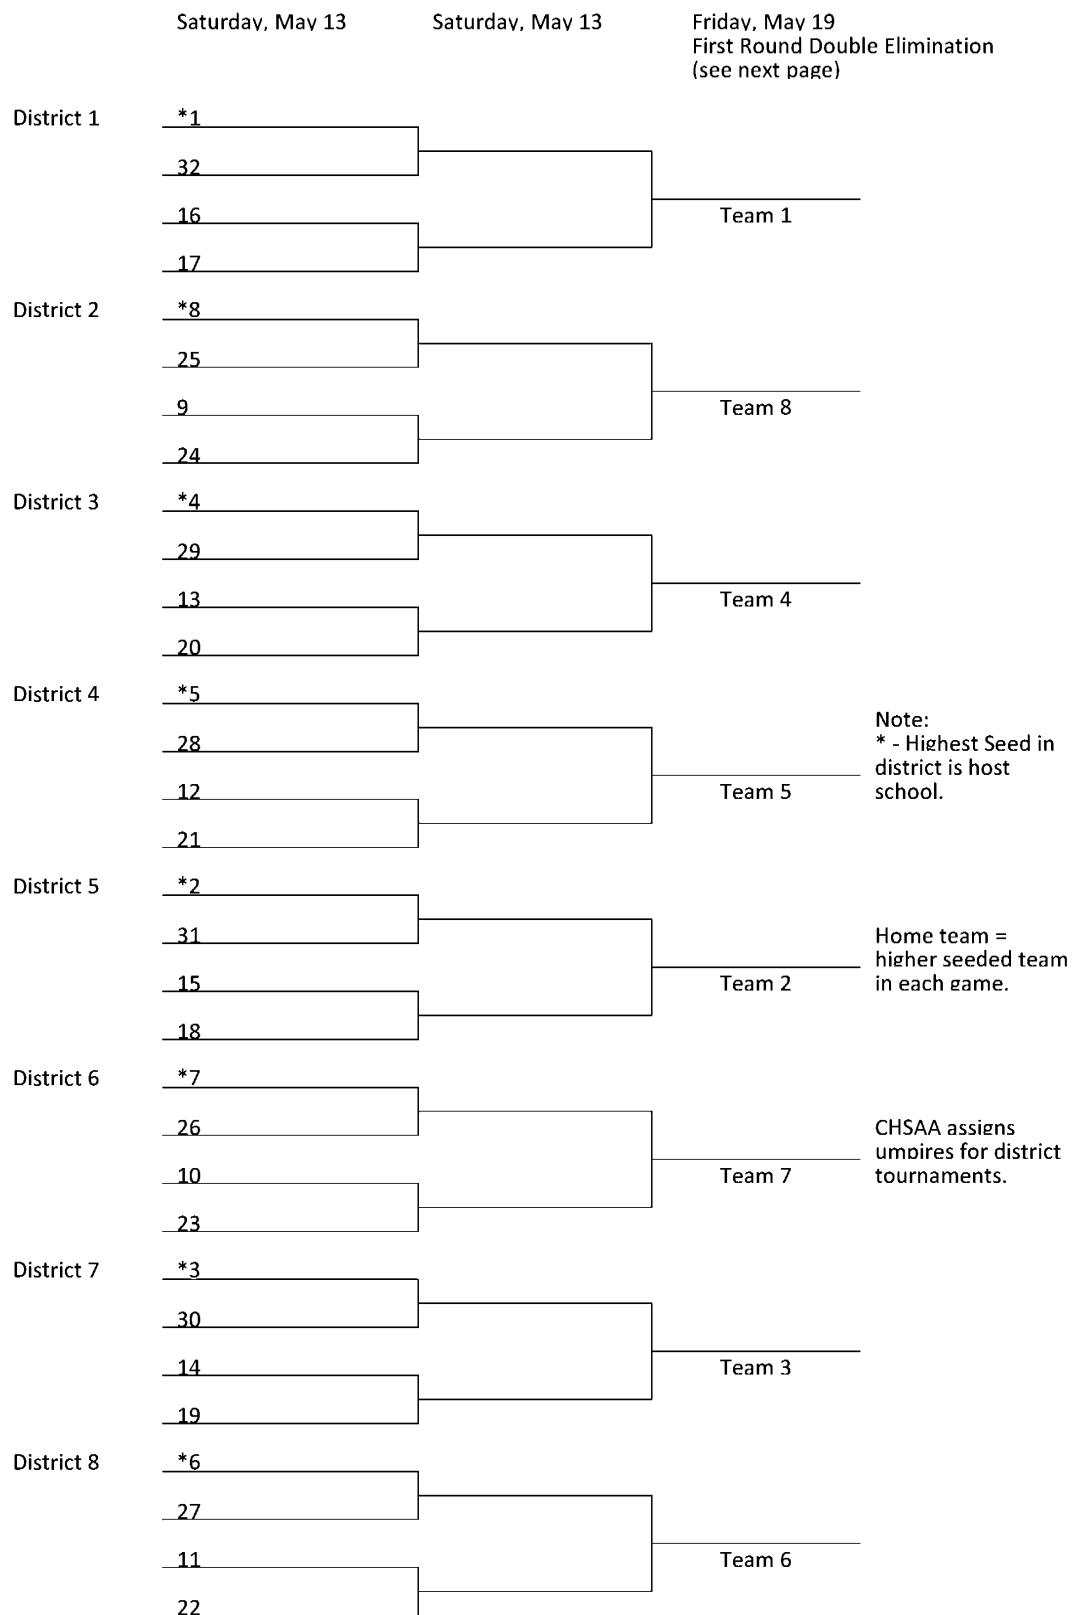 Saturday, May 13 Saturday, May 13 Friday, May 19
First Round Double Elimination
(see next page)
District 1 *1
32
16
Team 1
17
District 2 *8
25
9
Team 8
24
District 3 *4
29
13
Team 4
20
District 4 *5
Note:
28
* - Highest Seed in
district is host
12
Team 5
school.
21
District 5 *2
31
Home team =
higher seeded team
15
Team 2
in each game.
18
District 6 *7
26
CHSAA assigns
umpires for district
10
Team 7
tournaments.
23
District 7 *3
30
14
Team 3
19
District 8 *6
27
11
Team 6
22